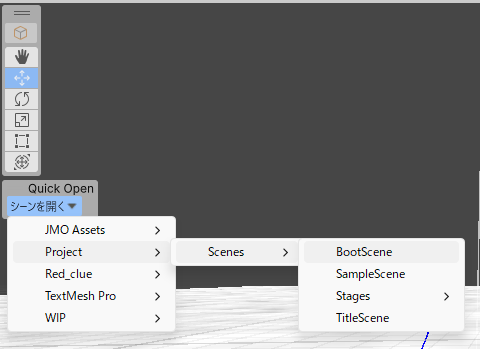 Quick Open
シーンを開く
JMO Assets
Project
Red_clue
TextMesh Pro
WIP
Scenes
BootScene
SampleScene
Stages
TitleScene